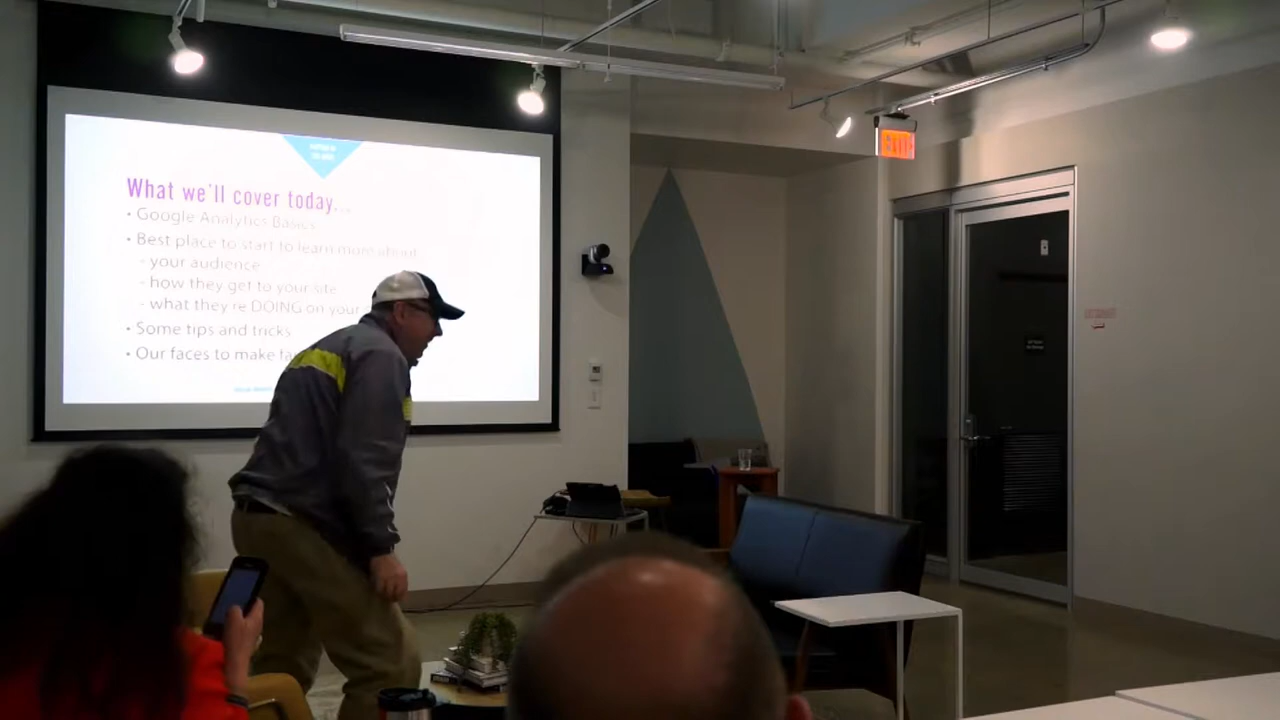 What we'll cover today...
• Google Analytics Basics
• Best place to start to learn more about
- your audience
- how they get to your site
- what they're DOING on your
• Some tips and tricks
• Our faces to make fa
EXIT